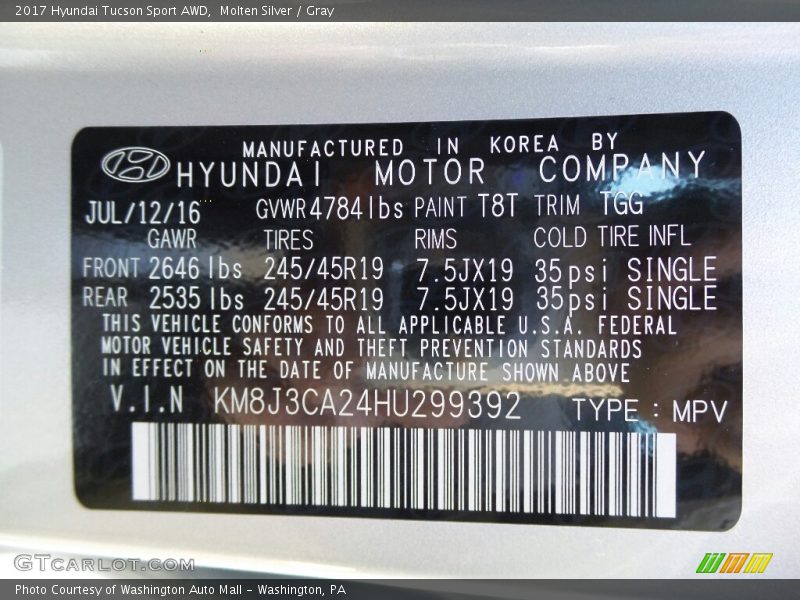 2017 Hyundai Tucson Sport AWD,  Molten Silver / Gray
MANUFACTURED IN KOREA BY
HYUNDAI MOTOR COMPANY
JUL/12/16 GVWR 4784lbs PAINT T8T TRIM TGG
GAWR TIRES RIMS COLD TIRE INFL
FRONT 2646 lbs 245/45R19 7.5JX19 35psi SINGLE
REAR 2535 lbs 245/45R19 7.5JX19 35psi SINGLE
THIS VEHICLE CONFORMS TO ALL APPLICABLE U.S.A. FEDERAL
MOTOR VEHICLE SAFETY AND THEFT PREVENTION STANDARDS
IN EFFECT ON THE DATE OF MANUFACTURE SHOWN ABOVE
V.I.N KM8J3CA24HU299392 TYPE : MPV
GTCARLOT.COM
Photo Courtesy of Washington Auto Mall - Washington, PA